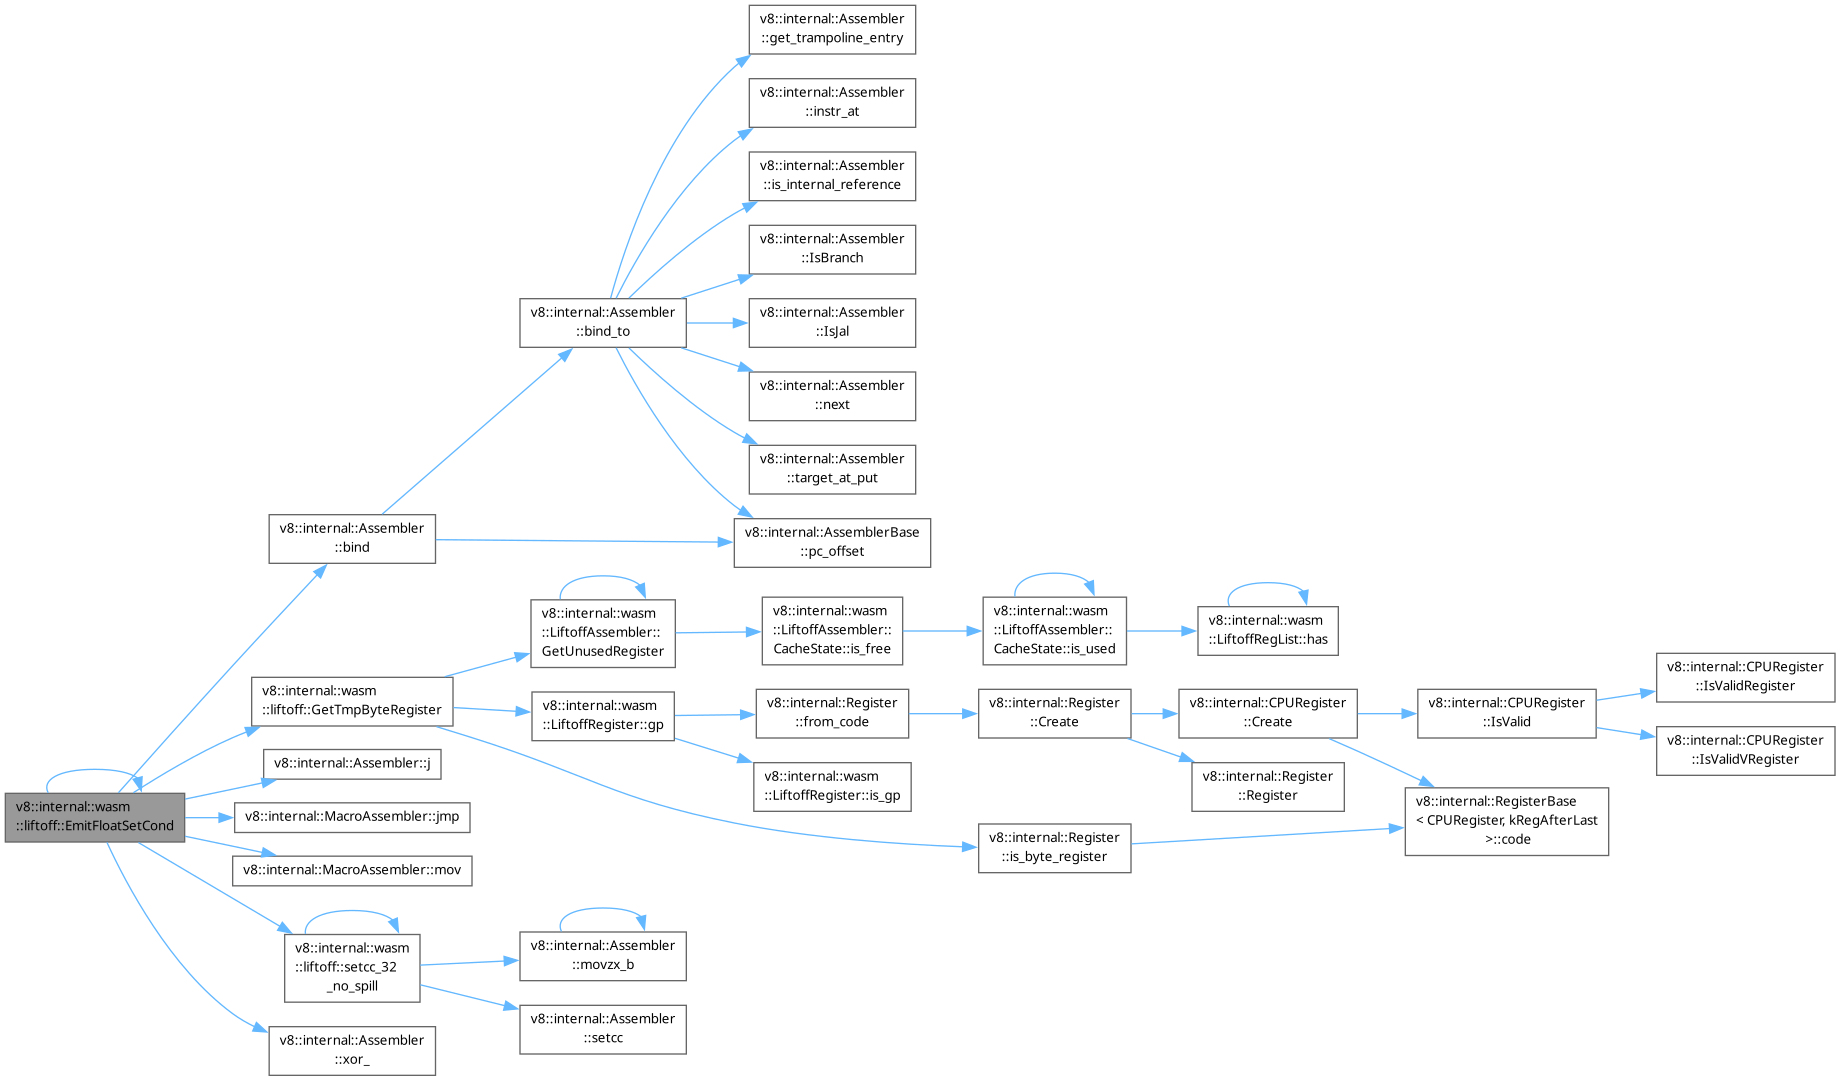 v8::internal::Assembler
::get_trampoline_entry
v8::internal::Assembler
::instr_at
v8::internal::Assembler
::is_internal_reference
v8::internal::Assembler
::IsBranch
v8::internal::Assembler
::bind_to
v8::internal::Assembler
::IsJal
v8::internal::Assembler
::next
v8::internal::Assembler
::target_at_put
v8::internal::Assembler
::bind
v8::internal::AssemblerBase
::pc_offset
v8::internal::wasm
::LiftoffAssembler::
GetUnusedRegister
v8::internal::wasm
::LiftoffAssembler::
CacheState::is_free
v8::internal::wasm
::LiftoffAssembler::
CacheState::is_used
v8::internal::wasm
::LiftoffRegList::has
v8::internal::wasm
::liftoff::GetTmpByteRegister
v8::internal::wasm
::LiftoffRegister::gp
v8::internal::Register
::from_code
v8::internal::Register
::Create
v8::internal::CPURegister
::Create
v8::internal::CPURegister
::IsValid
v8::internal::CPURegister
::IsValidRegister
v8::internal::CPURegister
::IsValidVRegister
v8::internal::Assembler::j
v8::internal::wasm
::LiftoffRegister::is_gp
v8::internal::Register
::Register
v8::internal::wasm
::liftoff::EmitFloatSetCond
v8::internal::MacroAssembler::jmp
v8::internal::RegisterBase
< CPURegister, kRegAfterLast
>::code
v8::internal::Register
::is_byte_register
v8::internal::MacroAssembler::mov
v8::internal::wasm
::liftoff::setcc_32
_no_spill
v8::internal::Assembler
::movzx_b
v8::internal::Assembler
::setcc
v8::internal::Assembler
::xor_